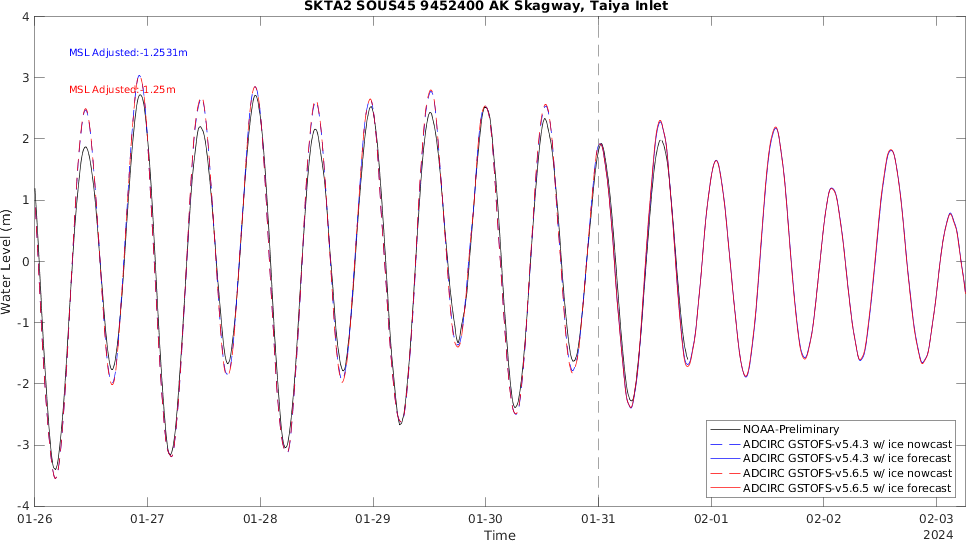 SKTA2 SOUS45 9452400 AK Skagway, Taiya Inlet
MSL Adjusted:-1.2531m
MSL Adjusted:-1.25m
Water Level (m)
4
3
2
1
0
-1
-2
-3
-4
NOAA-Preliminary
ADCIRC GSTOFS-v5.4.3 w/ ice nowcast
ADCIRC GSTOFS-v5.4.3 w/ ice forecast
ADCIRC GSTOFS-v5.6.5 w/ ice nowcast
ADCIRC GSTOFS-v5.6.5 w/ ice forecast
01-26 01-27 01-28 01-29 01-30 01-31 02-01 02-02 02-03
Time
2024